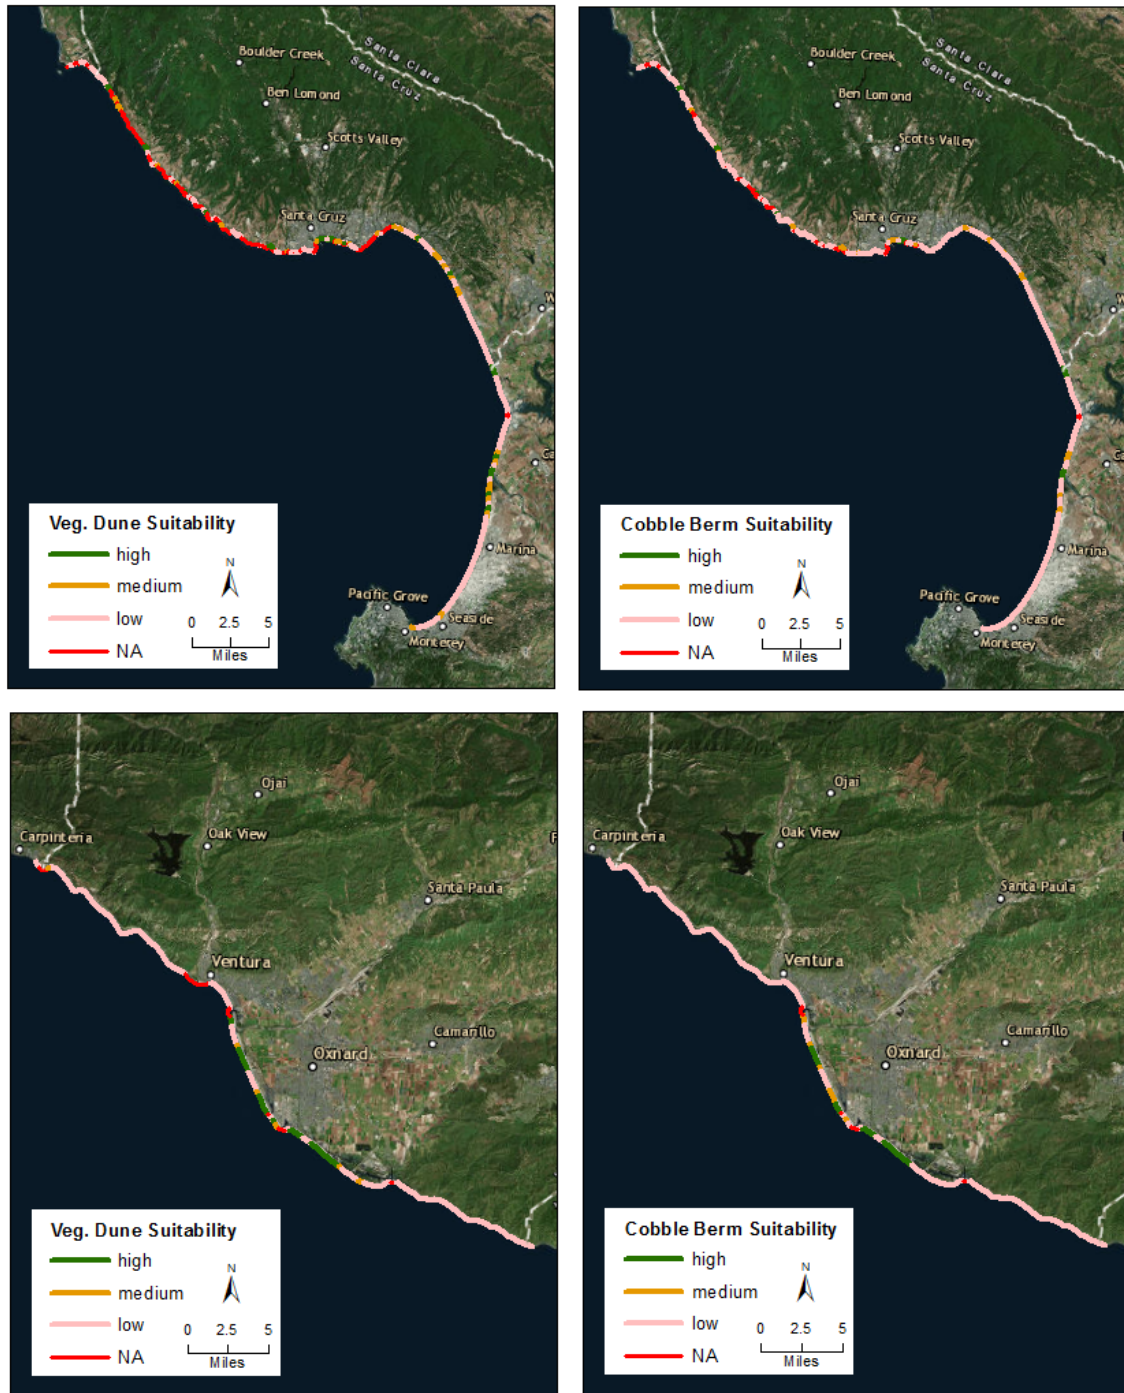 Boulder Creek
Santa Clara
Santa Cruz
Ben Lomond
Scotts Valley
Santa Cruz
W
Ca
Marina
Pacific Grove
Seaside
Monterey
Veg. Dune Suitability
high
medium
low
NA
N
0 2.5 5
Miles
Boulder Creek
Santa Clara
Santa Cruz
Ben Lomond
Scotts Valley
Santa Cruz
W
Ca
Marina
Pacific Grove
Seaside
Monterey
Cobble Berm Suitability
high
medium
low
NA
N
0 2.5 5
Miles
Ojai
Carpinteria
Oak View
F
Santa Paula
Ventura
Camarillo
Oxnard
Veg. Dune Suitability
high
medium
low
NA
N
0 2.5 5
Miles
Ojai
Carpinteria
Oak View
Santa Paula
Ventura
Camarillo
Oxnard
Cobble Berm Suitability
high
medium
low
NA
N
0 2.5 5
Miles